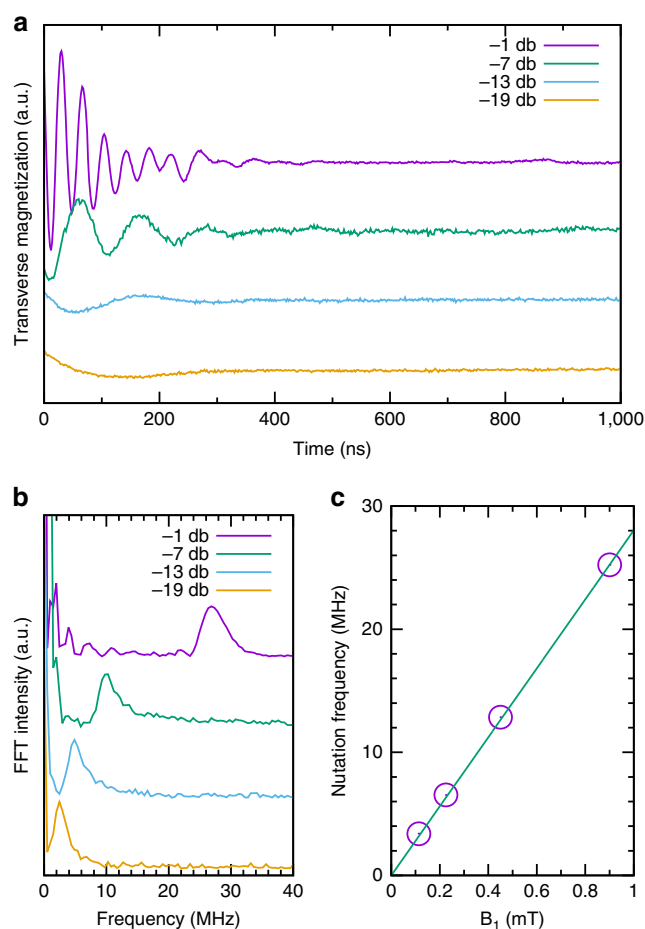 a
Transverse magnetization (a.u.)
–1 db
–7 db
–13 db
–19 db
0 200 400 600 800 1,000
Time (ns)
b
FFT intensity (a.u.)
–1 db
–7 db
–13 db
–19 db
0 10 20 30 40
Frequency (MHz)
c
Nutation frequency (MHz)
30
20
10
0
0 0.2 0.4 0.6 0.8 1
B₁ (mT)